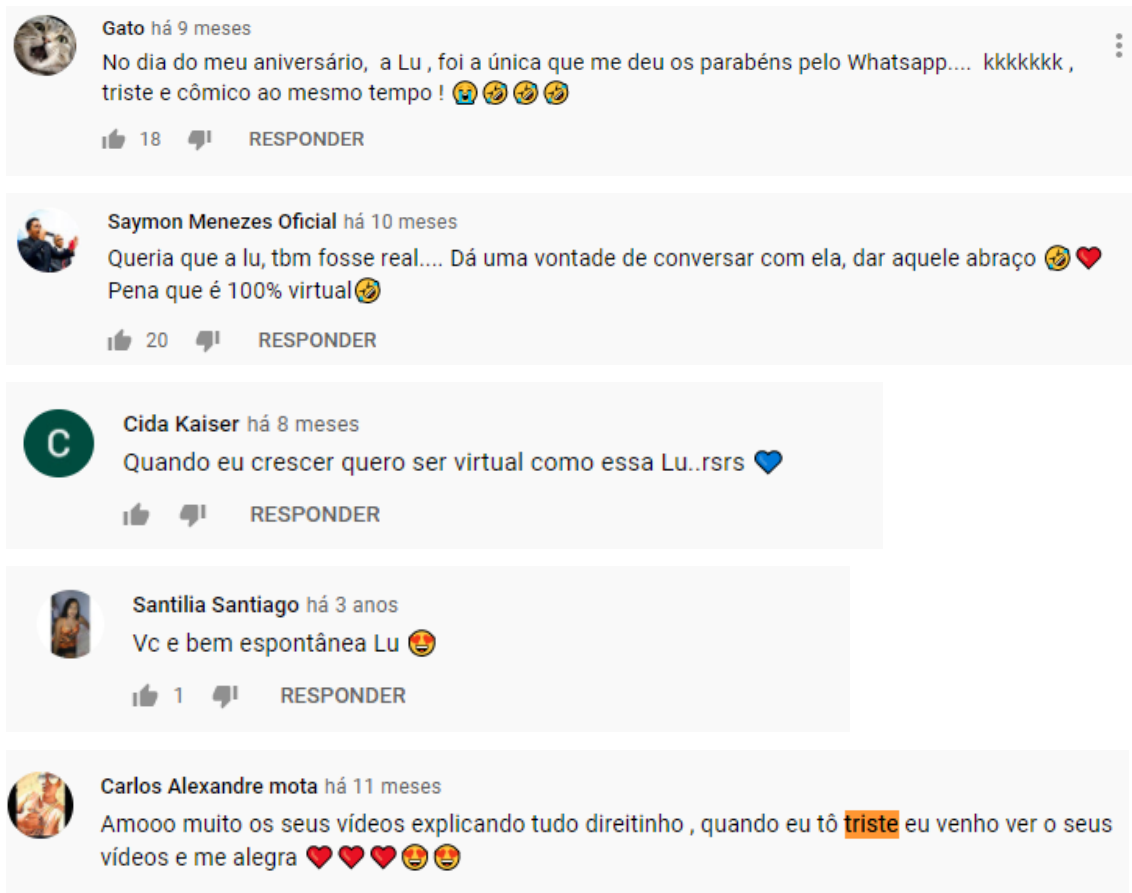 Gato há 9 meses
No dia do meu aniversário, a Lu , foi a única que me deu os parabéns pelo Whatsapp.... kkkkkkk ,
triste e cômico ao mesmo tempo ! 😭🤣🤣🤣
18 RESPONDER
Saymon Menezes Oficial há 10 meses
Queria que a lu, tbm fosse real.... Dá uma vontade de conversar com ela, dar aquele abraço 🤣❤
Pena que é 100% virtual🤣
20 RESPONDER
C
Cida Kaiser há 8 meses
Quando eu crescer quero ser virtual como essa Lu..rsrs 💙
RESPONDER
Santilia Santiago há 3 anos
Vc e bem espontânea Lu 😍
1 RESPONDER
Carlos Alexandre mota há 11 meses
Amooo muito os seus vídeos explicando tudo direitinho , quando eu tô triste eu venho ver o seus
vídeos e me alegra ❤❤❤😍😍